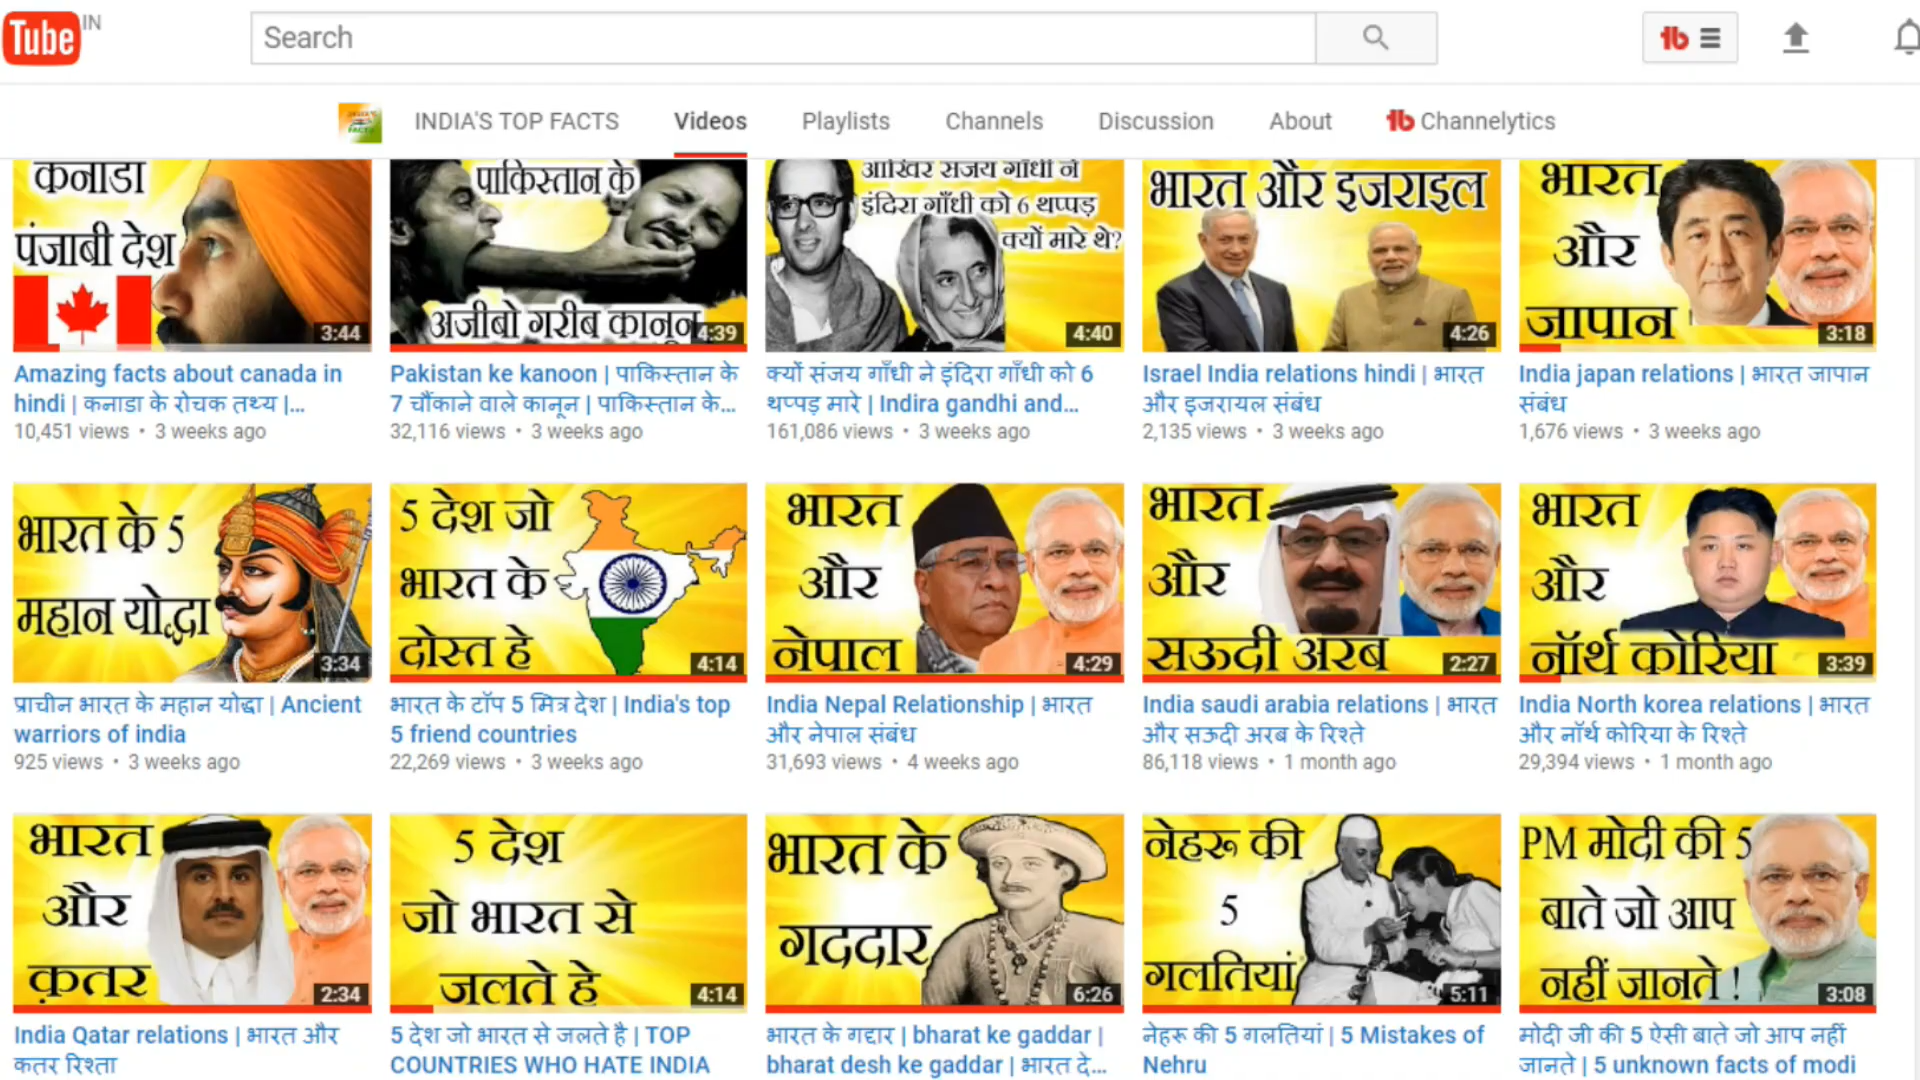 Tube IN
Search
INDIA'S TOP FACTS Videos Playlists Channels Discussion About Channelytics
कनाडा
पंजाबी देश
3:44
पाकिस्तान के
अजीबो गरीब कानून
4:39
आखिर संजय गाँधी ने
इंदिरा गाँधी को 6 थप्पड़
क्यों मारे थे?
4:40
भारत और इजराइल
4:26
भारत
और
जापान
3:18
Amazing facts about canada in
hindi | कनाडा के रोचक तथ्य |...
10,451 views • 3 weeks ago
Pakistan ke kanoon | पाकिस्तान के
7 चौंकाने वाले कानून | पाकिस्तान के...
32,116 views • 3 weeks ago
क्यों संजय गाँधी ने इंदिरा गाँधी को 6
थप्पड़ मारे | Indira gandhi and...
161,086 views • 3 weeks ago
Israel India relations hindi | भारत
और इजरायल संबंध
2,135 views • 3 weeks ago
India japan relations | भारत जापान
संबंध
1,676 views • 3 weeks ago
भारत के 5
महान योद्धा
3:34
5 देश जो
भारत के
दोस्त हे
4:14
भारत
और
नेपाल
4:29
भारत
और
सऊदी अरब
2:27
भारत
और
नॉर्थ कोरिया
3:39
प्राचीन भारत के महान योद्धा | Ancient
warriors of india
925 views • 3 weeks ago
भारत के टॉप 5 मित्र देश | India's top
5 friend countries
22,269 views • 3 weeks ago
India Nepal Relationship | भारत
और नेपाल संबंध
31,693 views • 4 weeks ago
India saudi arabia relations | भारत
और सऊदी अरब के रिश्ते
86,118 views • 1 month ago
India North korea relations | भारत
और नॉर्थ कोरिया के रिश्ते
29,394 views • 1 month ago
भारत
और
क़तर
2:34
5 देश
जो भारत से
जलते हे
4:14
भारत के
गददार
6:26
नेहरू की
5
गलतियां
5:11
PM मोदी की 5
बाते जो आप
नहीं जानते !
3:08
India Qatar relations | भारत और
कतर रिश्ता
5 देश जो भारत से जलते है | TOP
COUNTRIES WHO HATE INDIA
भारत के गद्दार | bharat ke gaddar |
bharat desh ke gaddar | भारत दे...
नेहरू की 5 गलतियां | 5 Mistakes of
Nehru
मोदी जी की 5 ऐसी बाते जो आप नहीं
जानते | 5 unknown facts of modi